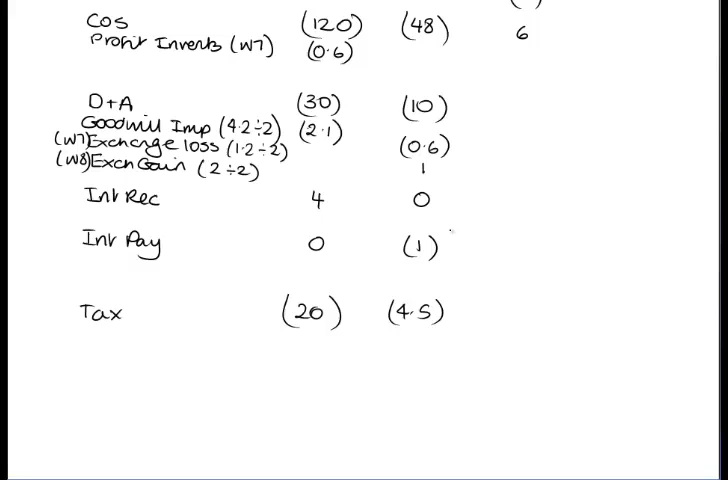 COS (120) (48) 6
Profit Invents (W7) (0.6)
D+A (30) (10)
Goodwill Imp (4.2÷2) (2.1)
(W7) Exchange loss (1.2÷2) (0.6)
(W8) Exch Gain (2÷2) 1
Int Rec 4 0
Int Pay 0 (1)
Tax (20) (4.5)